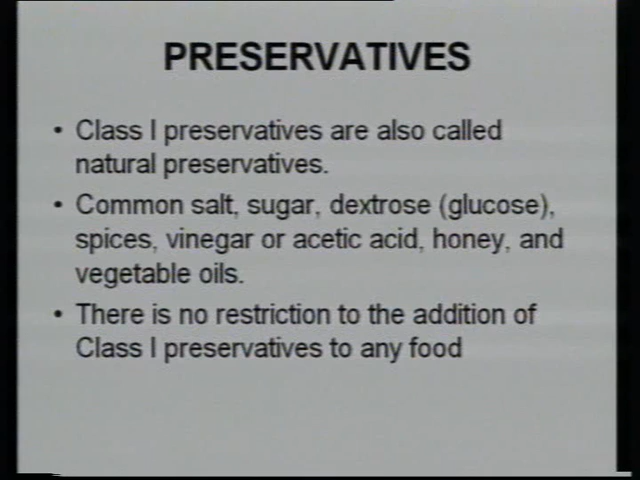 PRESERVATIVES
• Class I preservatives are also called
natural preservatives.
• Common salt, sugar, dextrose (glucose),
spices, vinegar or acetic acid, honey, and
vegetable oils.
• There is no restriction to the addition of
Class I preservatives to any food